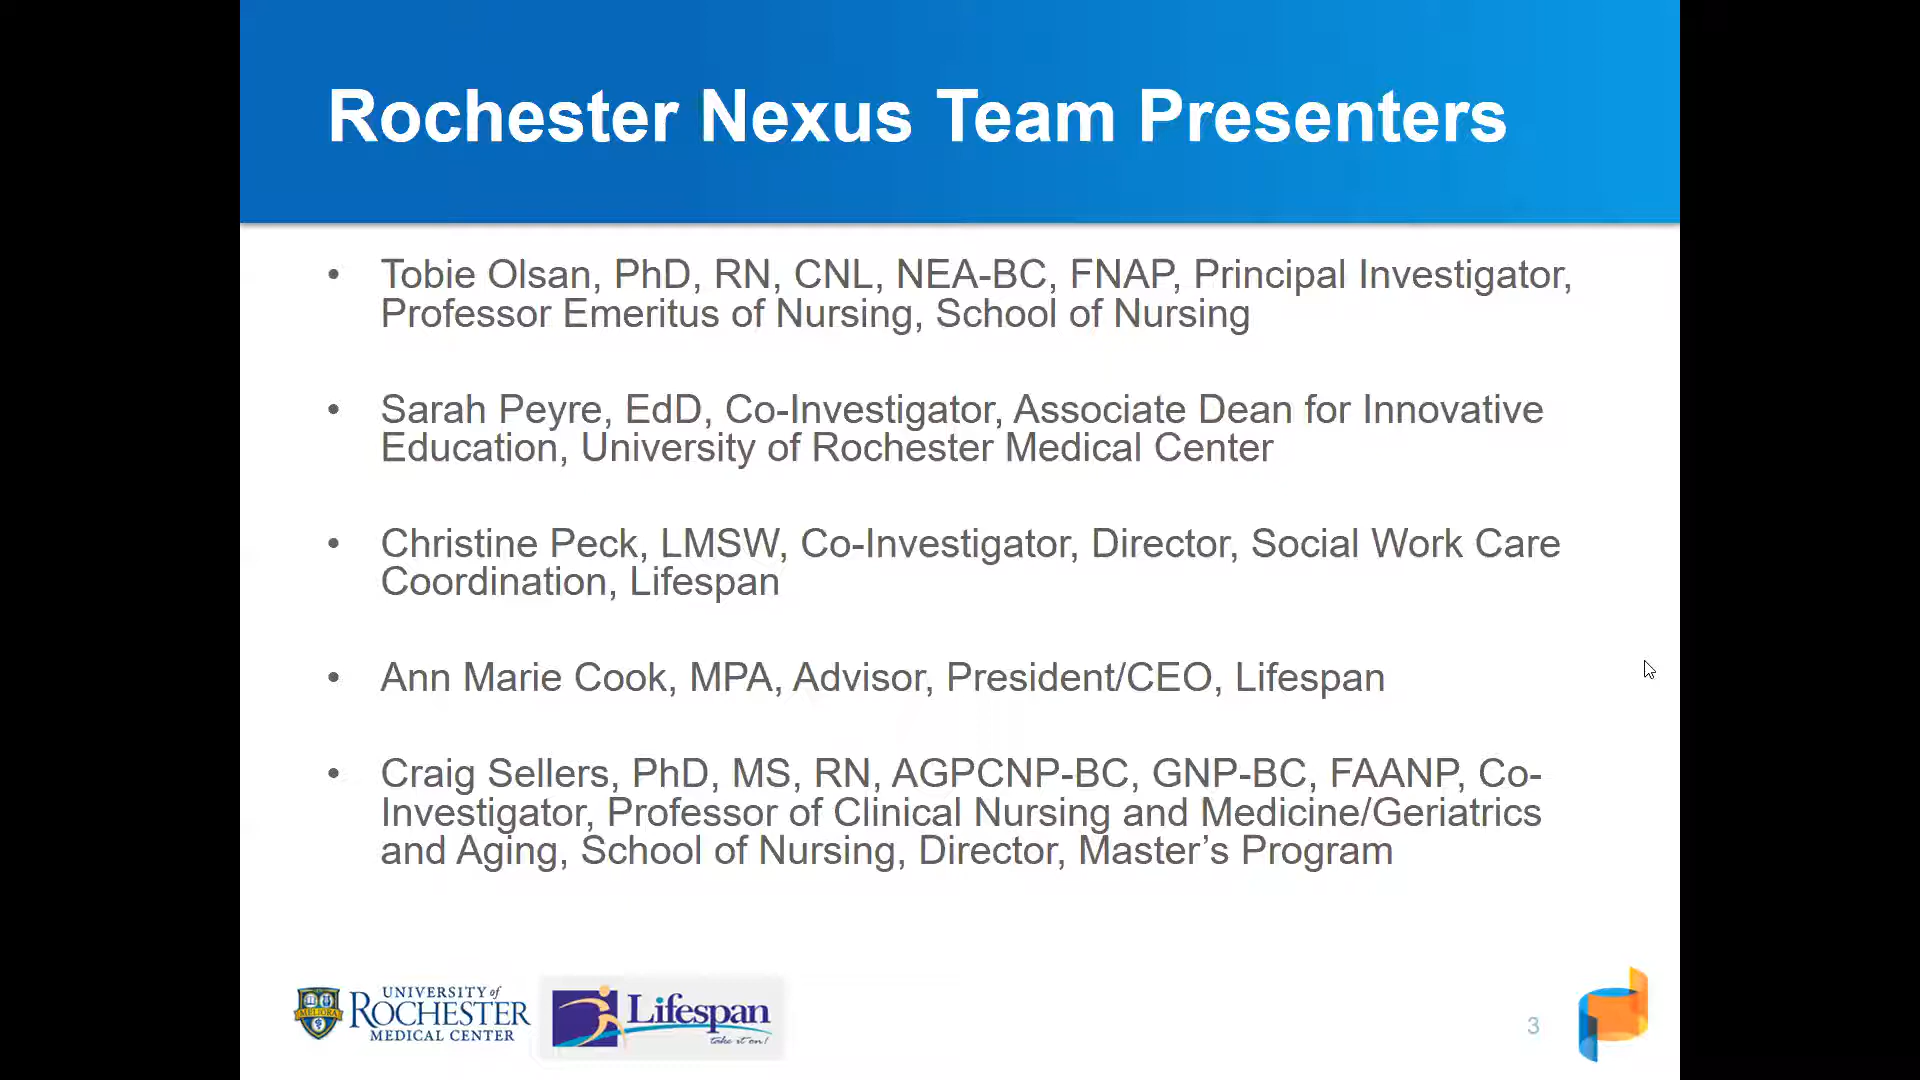 Rochester Nexus Team Presenters
• Tobie Olsan, PhD, RN, CNL, NEA-BC, FNAP, Principal Investigator,
Professor Emeritus of Nursing, School of Nursing
• Sarah Peyre, EdD, Co-Investigator, Associate Dean for Innovative
Education, University of Rochester Medical Center
• Christine Peck, LMSW, Co-Investigator, Director, Social Work Care
Coordination, Lifespan
• Ann Marie Cook, MPA, Advisor, President/CEO, Lifespan
• Craig Sellers, PhD, MS, RN, AGPCNP-BC, GNP-BC, FAANP, Co-
Investigator, Professor of Clinical Nursing and Medicine/Geriatrics
and Aging, School of Nursing, Director, Master’s Program
MELIORA
UNIVERSITY of
ROCHESTER
MEDICAL CENTER
Lifespan
take it on!
3